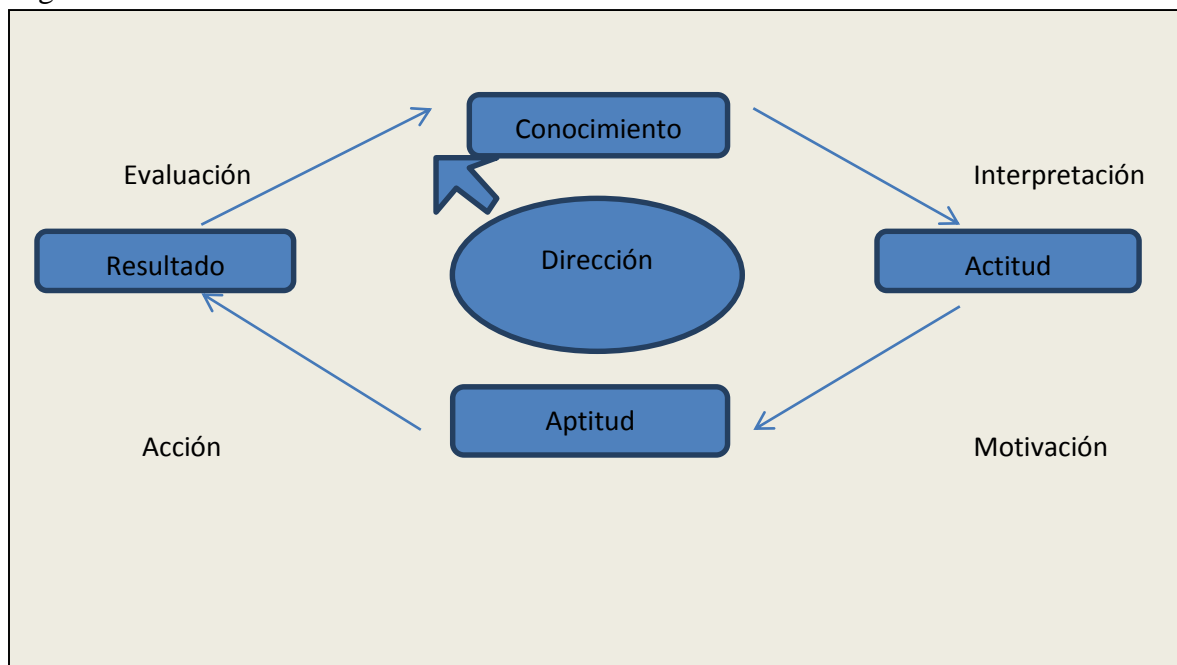 Conocimiento
Evaluación
Interpretación
Resultado
Dirección
Actitud
Aptitud
Acción
Motivación